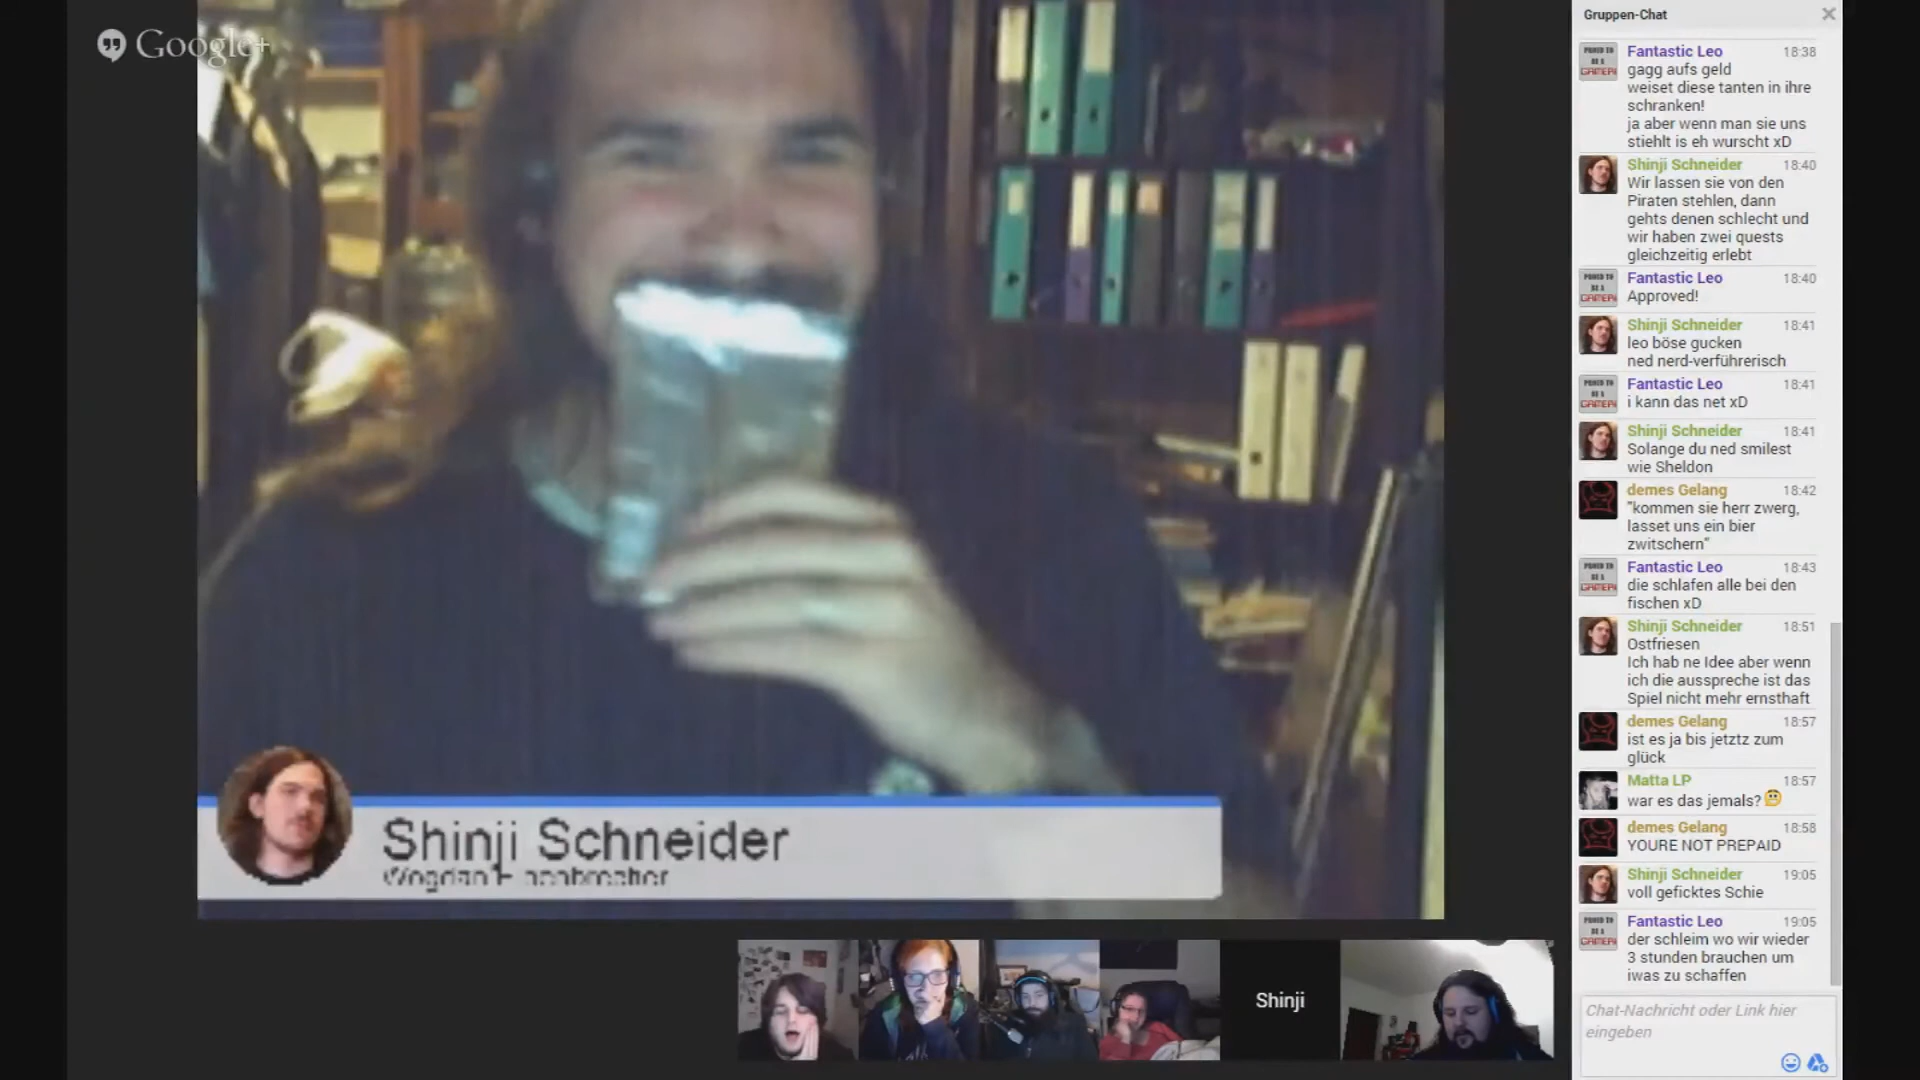 Google+
Shinji Schneider
Shinji
Gruppen-Chat
Fantastic Leo 18:38
gagg aufs geld
weiset diese tanten in ihre
schranken!
ja aber wenn man sie uns
stiehlt is eh wurscht xD
Shinji Schneider 18:40
Wir lassen sie von den
Piraten stehlen, dann
gehts denen schlecht und
wir haben zwei quests
gleichzeitig erlebt
Fantastic Leo 18:40
Approved!
Shinji Schneider 18:41
leo böse gucken
ned nerd-verführerisch
Fantastic Leo 18:41
i kann das net xD
Shinji Schneider 18:41
Solange du ned smilest
wie Sheldon
demes Gelang 18:42
"kommen sie herr zwerg,
lasset uns ein bier
zwitschern"
Fantastic Leo 18:43
die schlafen alle bei den
fischen xD
Shinji Schneider 18:51
Ostfriesen
Ich hab ne Idee aber wenn
ich die ausspreche ist das
Spiel nicht mehr ernsthaft
demes Gelang 18:57
ist es ja bis jetztz zum
glück
Matta LP 18:57
war es das jemals?
demes Gelang 18:58
YOURE NOT PREPAID
Shinji Schneider 19:05
voll geficktes Schie
Fantastic Leo 19:05
der schleim wo wir wieder
3 stunden brauchen um
iwas zu schaffen
Chat-Nachricht oder Link hier
eingeben